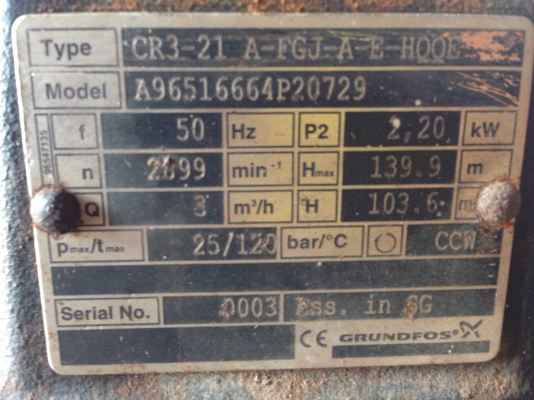 Type CR3-21 A-FGJ-A-E-HQQE
Model A96516664P20729
96547135
f 50 Hz P2 2,20 kW
n 2899 min⁻¹ Hmax 139.9 m
Q 3 m³/h H 103.6 m
pmax/tmax 25/120 bar/°C CCW
Serial No. 0003 Ass. in SG
CE GRUNDFOS